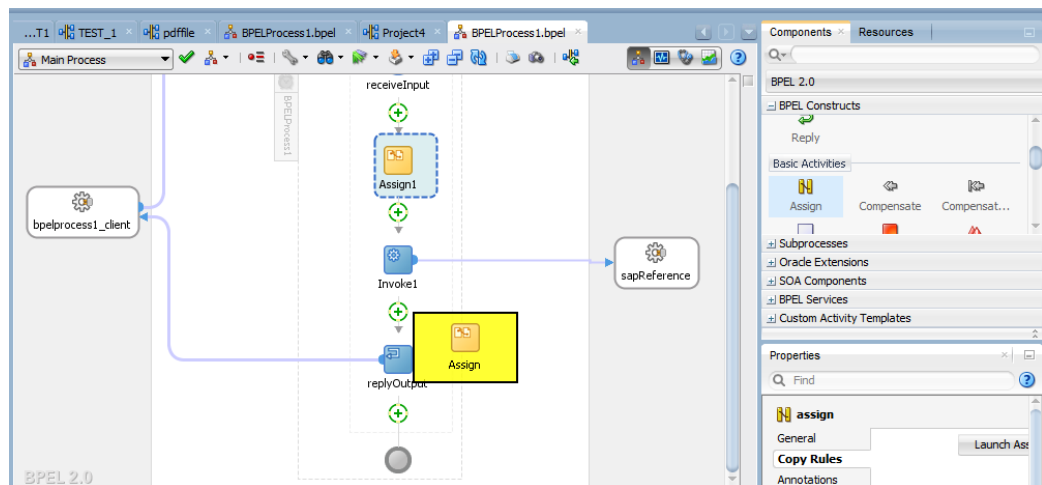 ...T1
TEST_1
pdffile
BPELProcess1.bpel
Project4
BPELProcess1.bpel
Components
Resources
Main Process
BPEL 2.0
BPEL Constructs
Reply
Basic Activities
Assign
Compensate
Compensat...
Subprocesses
Oracle Extensions
SOA Components
BPEL Services
Custom Activity Templates
receiveInput
BPELProcess1
Assign1
bpelprocess1_client
Invoke1
sapReference
Assign
replyOutput
BPEL 2.0
Properties
Find
assign
General
Launch Ass
Copy Rules
Annotations